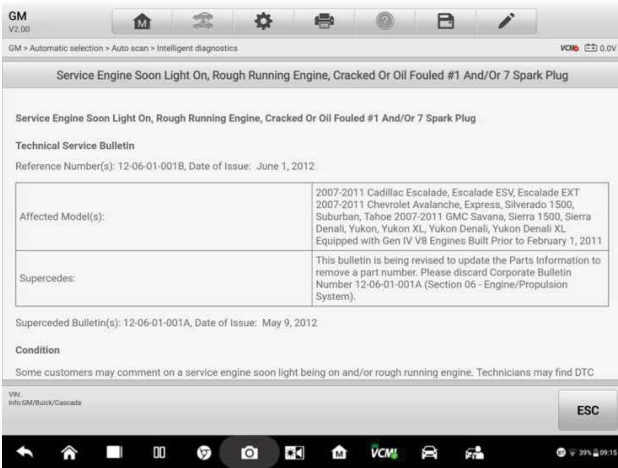 GM
V2.00
M
GM > Automatic selection > Auto scan > Intelligent diagnostics
VCMI 0.0V
Service Engine Soon Light On, Rough Running Engine, Cracked Or Oil Fouled #1 And/Or 7 Spark Plug
Service Engine Soon Light On, Rough Running Engine, Cracked Or Oil Fouled #1 And/Or 7 Spark Plug
Technical Service Bulletin
Reference Number(s): 12-06-01-001B, Date of Issue: June 1, 2012
Affected Model(s):
2007-2011 Cadillac Escalade, Escalade ESV, Escalade EXT
2007-2011 Chevrolet Avalanche, Express, Silverado 1500,
Suburban, Tahoe 2007-2011 GMC Savana, Sierra 1500, Sierra
Denali, Yukon, Yukon XL, Yukon Denali, Yukon Denali XL
Equipped with Gen IV V8 Engines Built Prior to February 1, 2011
Supercedes:
This bulletin is being revised to update the Parts Information to
remove a part number. Please discard Corporate Bulletin
Number 12-06-01-001A (Section 06 - Engine/Propulsion
System).
Superceded Bulletin(s): 12-06-01-001A, Date of Issue: May 9, 2012
Condition
Some customers may comment on a service engine soon light being on and/or rough running engine. Technicians may find DTC
VIN:
Info:GM/Buick/Cascada
ESC
M
VCMI
39% 09:15